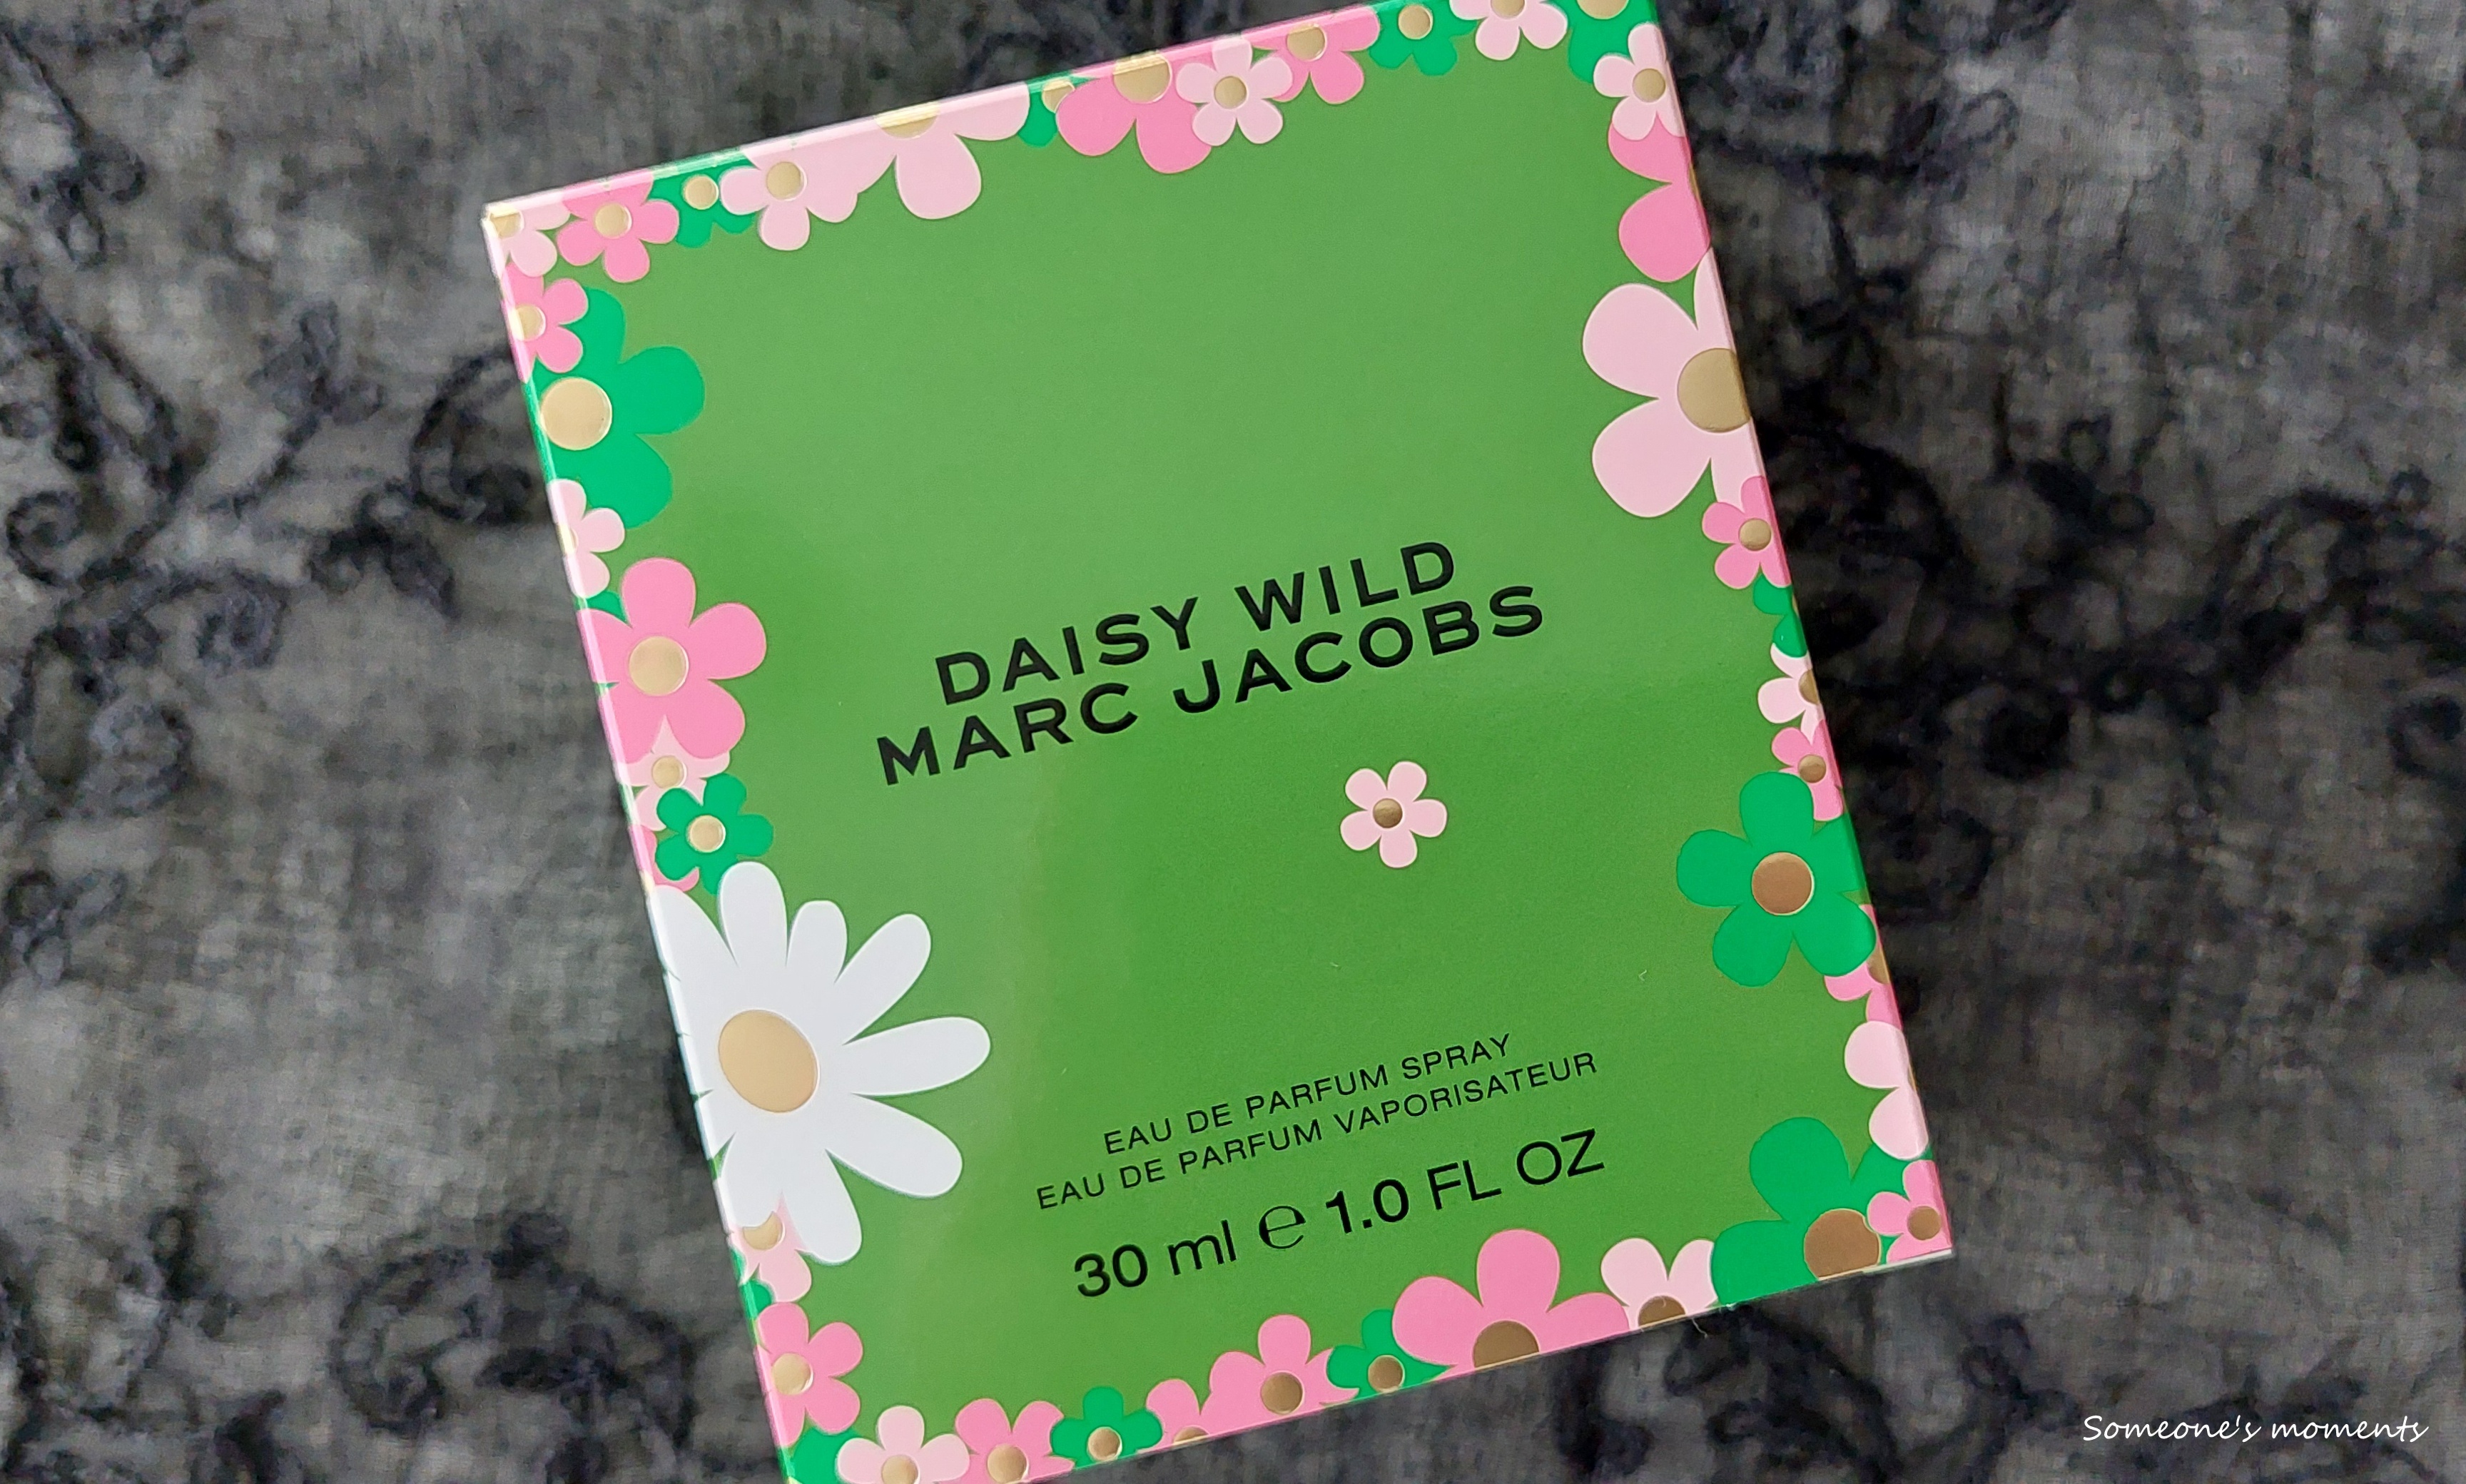 DAISY WILD
MARC JACOBS
EAU DE PARFUM SPRAY
EAU DE PARFUM VAPORISATEUR
30 ml ℮ 1.0 FL OZ
Someone's moments